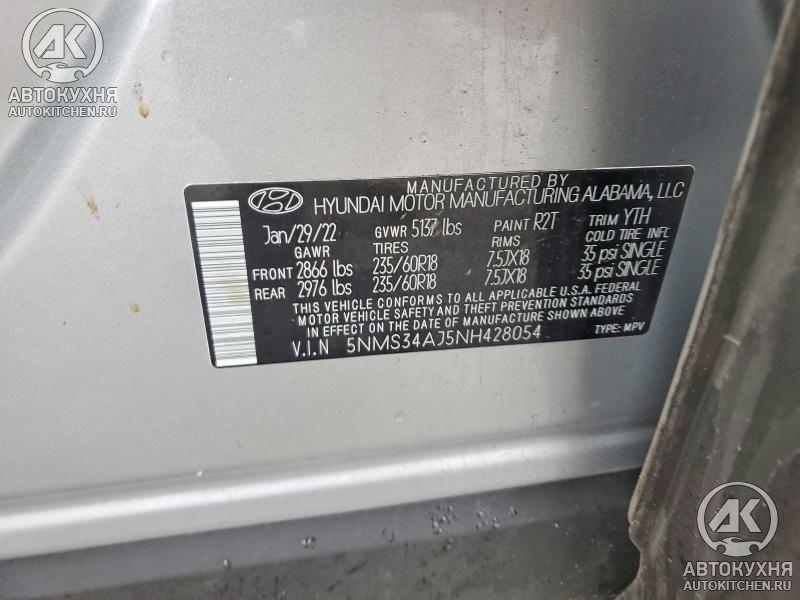 АВТОКУХНЯ
AUTOKITCHEN.RU
MANUFACTURED BY
HYUNDAI MOTOR MANUFACTURING ALABAMA, LLC
Jan/29/22 GVWR 5137 lbs PAINT R2T TRIM YTH
GAWR TIRES RIMS COLD TIRE INFL
FRONT 2866 lbs 235/60R18 7.5JX18 35 psi SINGLE
REAR 2976 lbs 235/60R18 7.5JX18 35 psi SINGLE
THIS VEHICLE CONFORMS TO ALL APPLICABLE U.S.A. FEDERAL
MOTOR VEHICLE SAFETY AND THEFT PREVENTION STANDARDS
IN EFFECT ON THE DATE OF MANUFACTURE SHOWN ABOVE.
V.I.N 5NMS34AJ5NH428054 TYPE: MPV
АВТОКУХНЯ
AUTOKITCHEN.RU